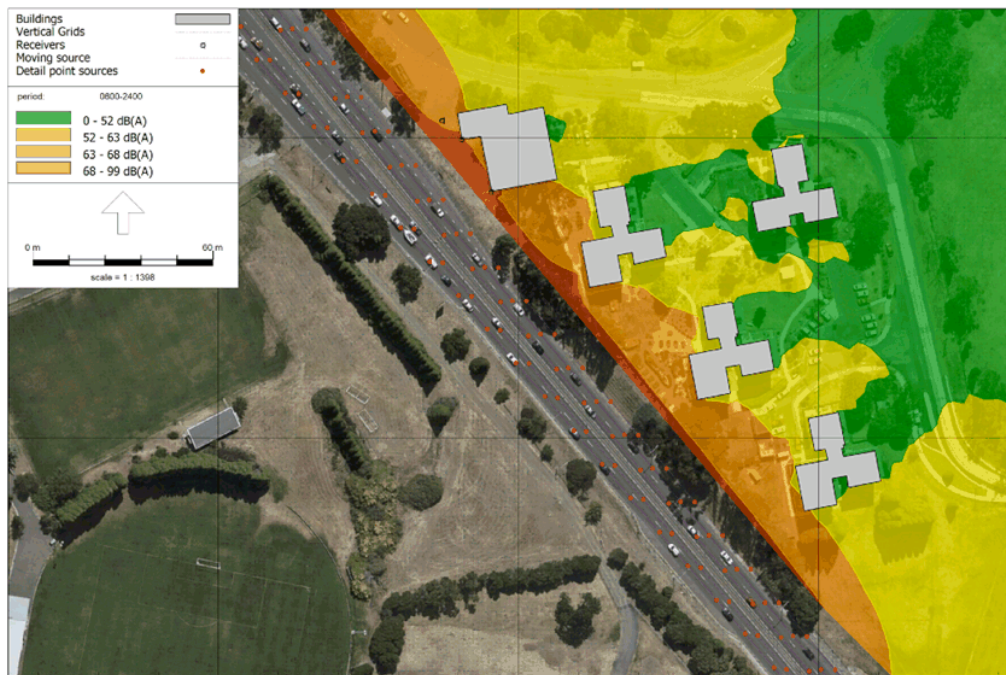 Buildings
Vertical Grids
Receivers
Moving source
Detail point sources
period: 0800-2400
0 - 52 dB(A)
52 - 63 dB(A)
63 - 68 dB(A)
68 - 99 dB(A)
0 m 60 m
scale = 1 : 1398